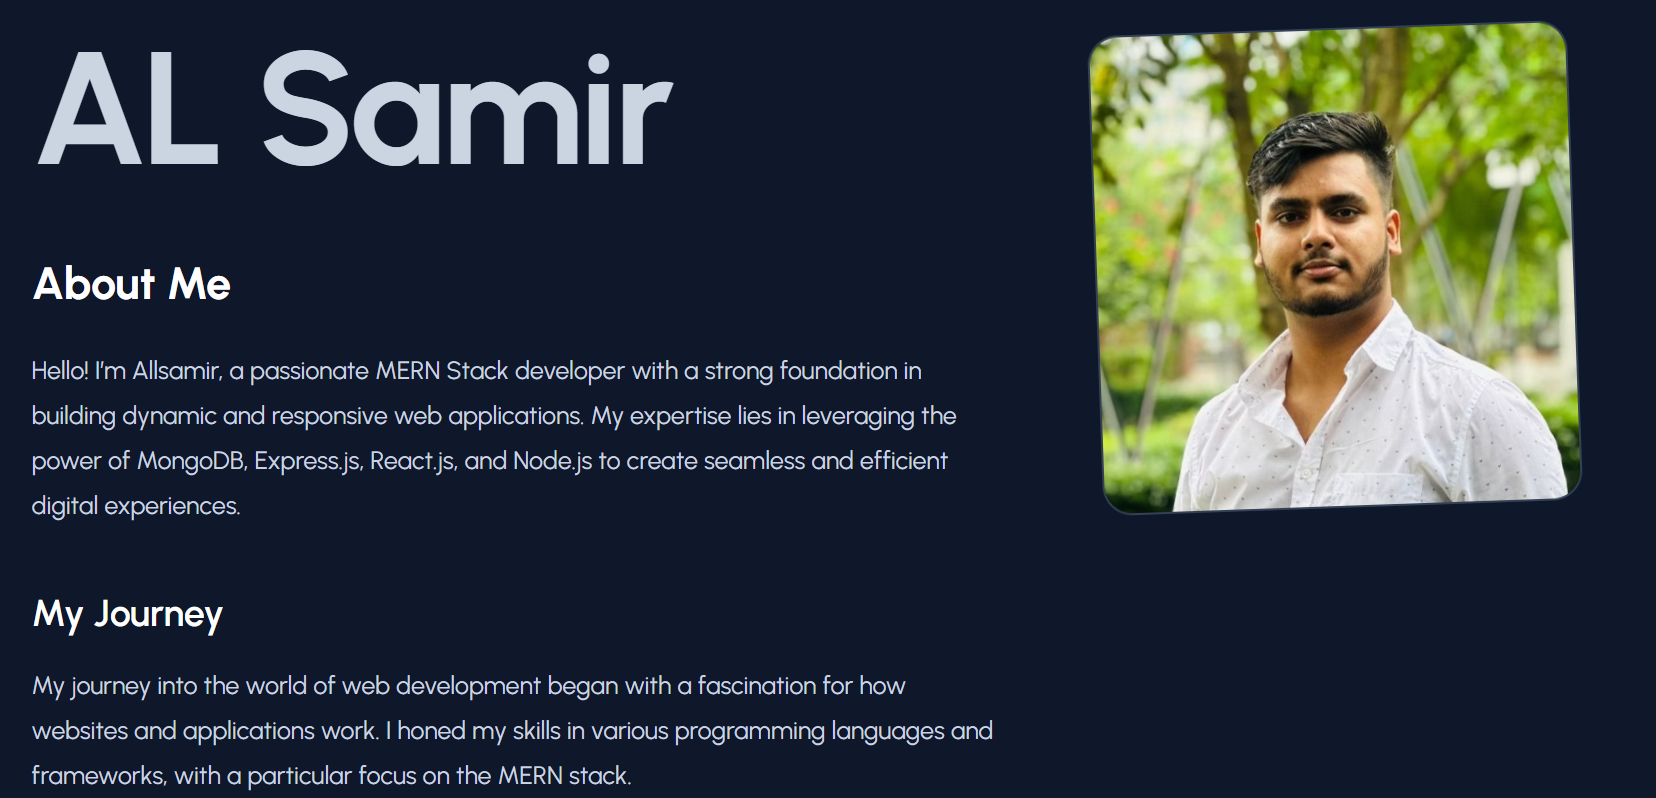 AL Samir
About Me
Hello! I'm Allsamir, a passionate MERN Stack developer with a strong foundation in
building dynamic and responsive web applications. My expertise lies in leveraging the
power of MongoDB, Express.js, React.js, and Node.js to create seamless and efficient
digital experiences.
My Journey
My journey into the world of web development began with a fascination for how
websites and applications work. I honed my skills in various programming languages and
frameworks, with a particular focus on the MERN stack.